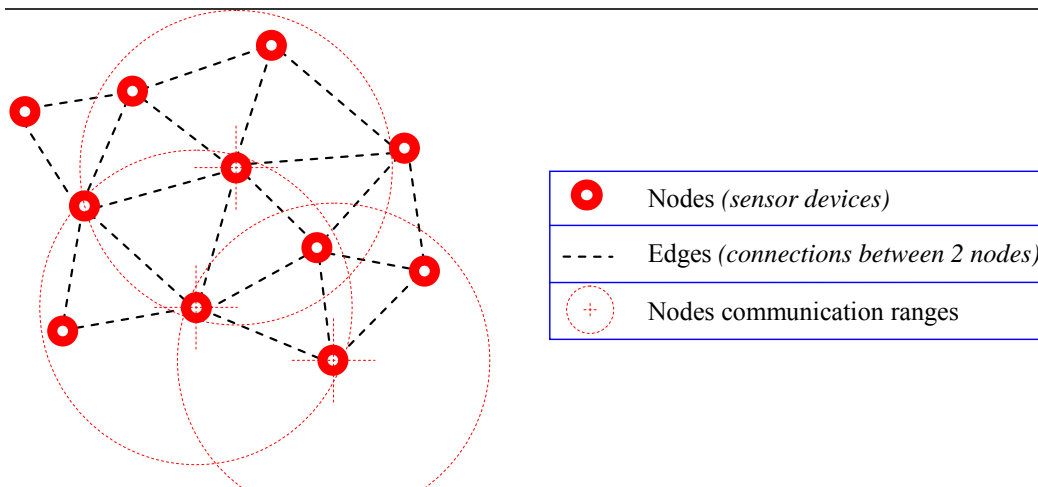 Nodes (sensor devices)
Edges (connections between 2 nodes)
Nodes communication ranges